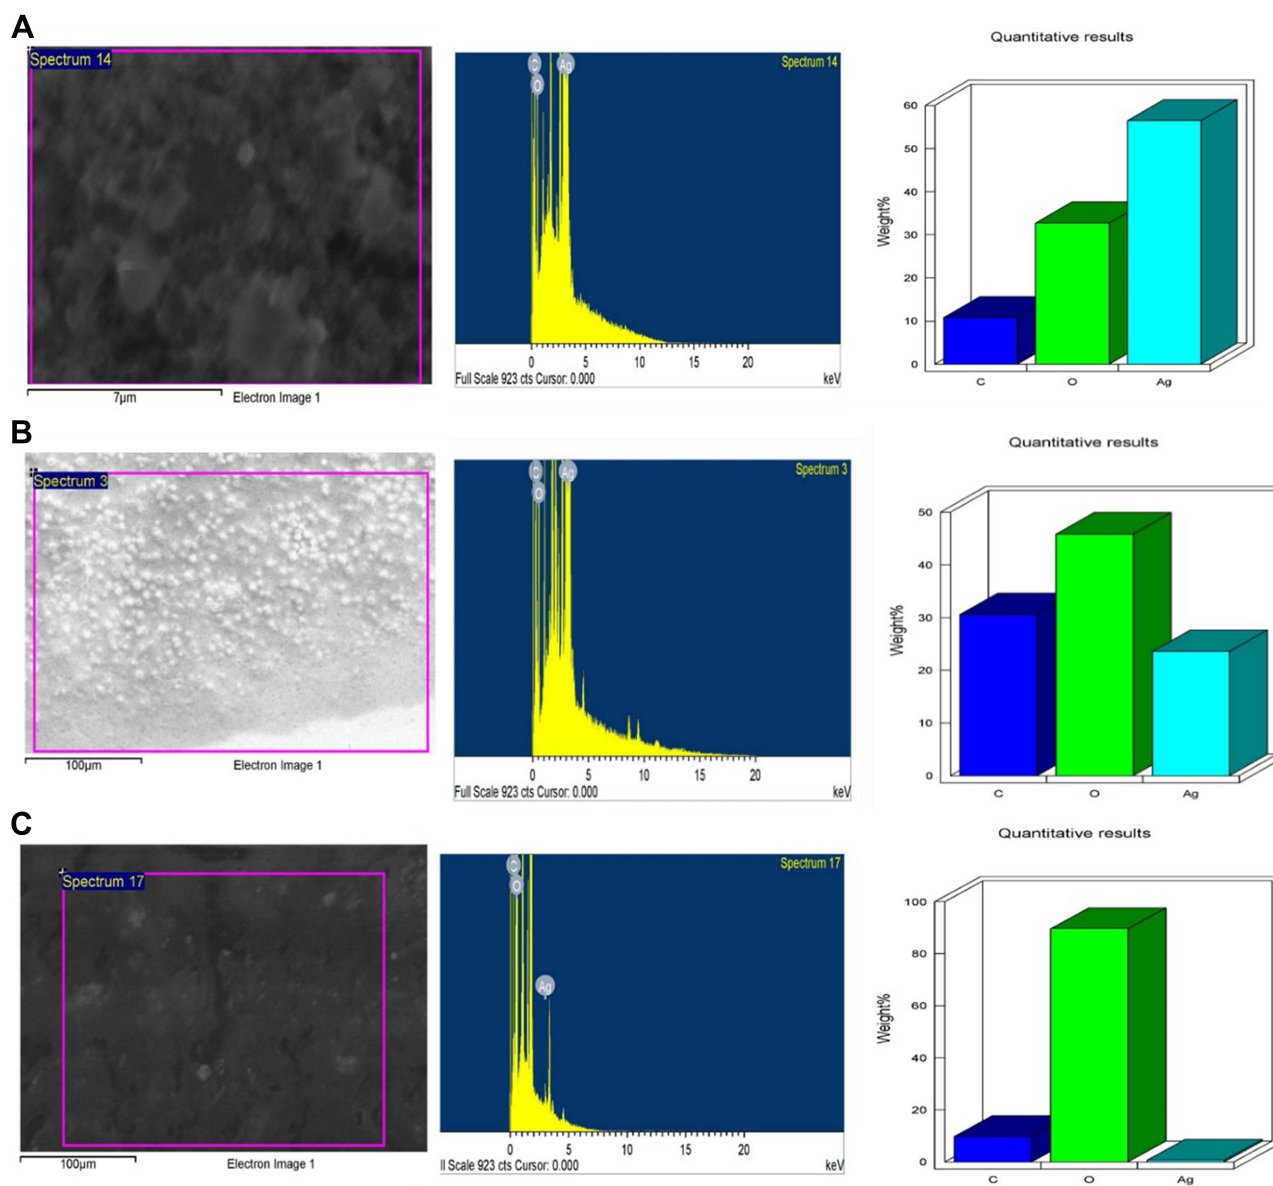 A
Spectrum 14
7µm
Electron Image 1
C
O
Ag
Spectrum 14
0 5 10 15 20
Full Scale 923 cts Cursor: 0.000 keV
Quantitative results
Weight%
60
50
40
30
20
10
0
C O Ag
B
Spectrum 3
100µm
Electron Image 1
C
O
Ag
Spectrum 3
0 5 10 15 20
Full Scale 923 cts Cursor: 0.000 keV
Quantitative results
Weight%
50
40
30
20
10
0
C O Ag
C
Spectrum 17
100µm
Electron Image 1
C
O
Ag
Spectrum 17
0 5 10 15 20
ll Scale 923 cts Cursor: 0.000 keV
Quantitative results
Weight%
100
80
60
40
20
0
C O Ag